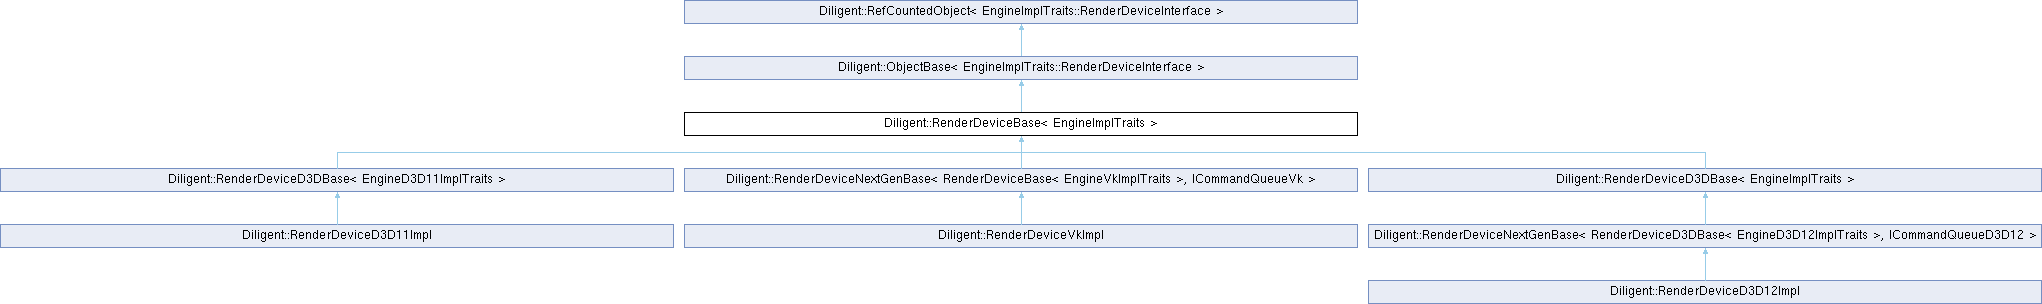 Diligent::RefCountedObject< EngineImplTraits::RenderDeviceInterface >
Diligent::ObjectBase< EngineImplTraits::RenderDeviceInterface >
Diligent::RenderDeviceBase< EngineImplTraits >
Diligent::RenderDeviceD3DBase< EngineD3D11ImplTraits >
Diligent::RenderDeviceNextGenBase< RenderDeviceBase< EngineVkImplTraits >, ICommandQueueVk >
Diligent::RenderDeviceD3DBase< EngineImplTraits >
Diligent::RenderDeviceD3D11Impl
Diligent::RenderDeviceVkImpl
Diligent::RenderDeviceNextGenBase< RenderDeviceD3DBase< EngineD3D12ImplTraits >, ICommandQueueD3D12 >
Diligent::RenderDeviceD3D12Impl